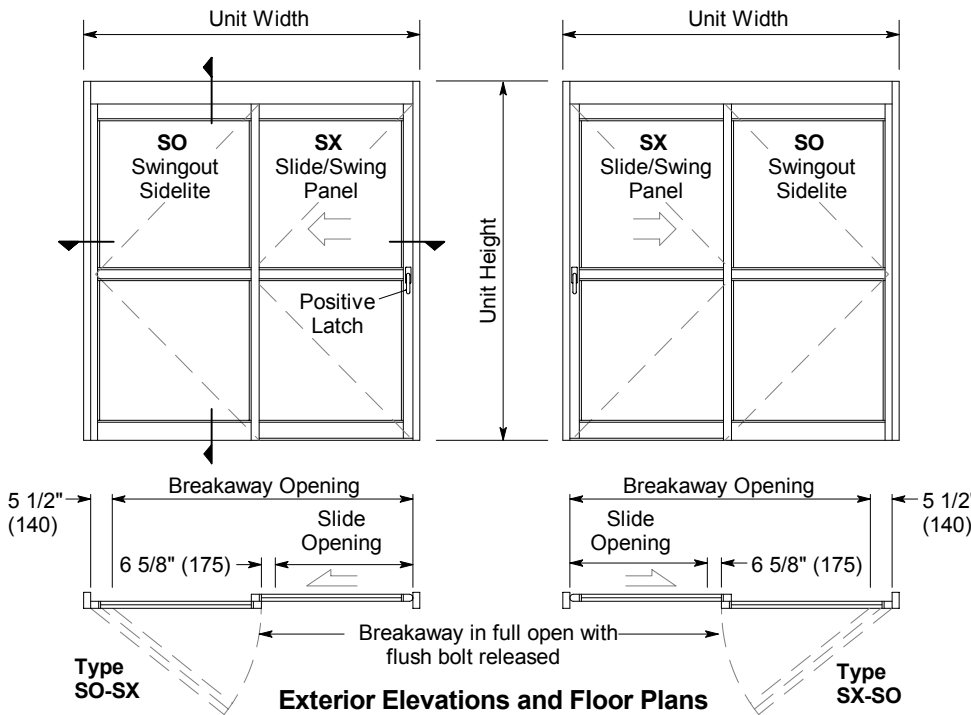 Unit Width
Unit Width
SO
Swingout
Sidelite
SX
Slide/Swing
Panel
SX
Slide/Swing
Panel
SO
Swingout
Sidelite
Unit Height
Positive
Latch
5 1/2"
(140)
Breakaway Opening
Breakaway Opening
5 1/2"
(140)
Slide
Opening
Slide
Opening
6 5/8" (175)
6 5/8" (175)
Breakaway in full open with
flush bolt released
Type
SO-SX
Type
SX-SO
Exterior Elevations and Floor Plans